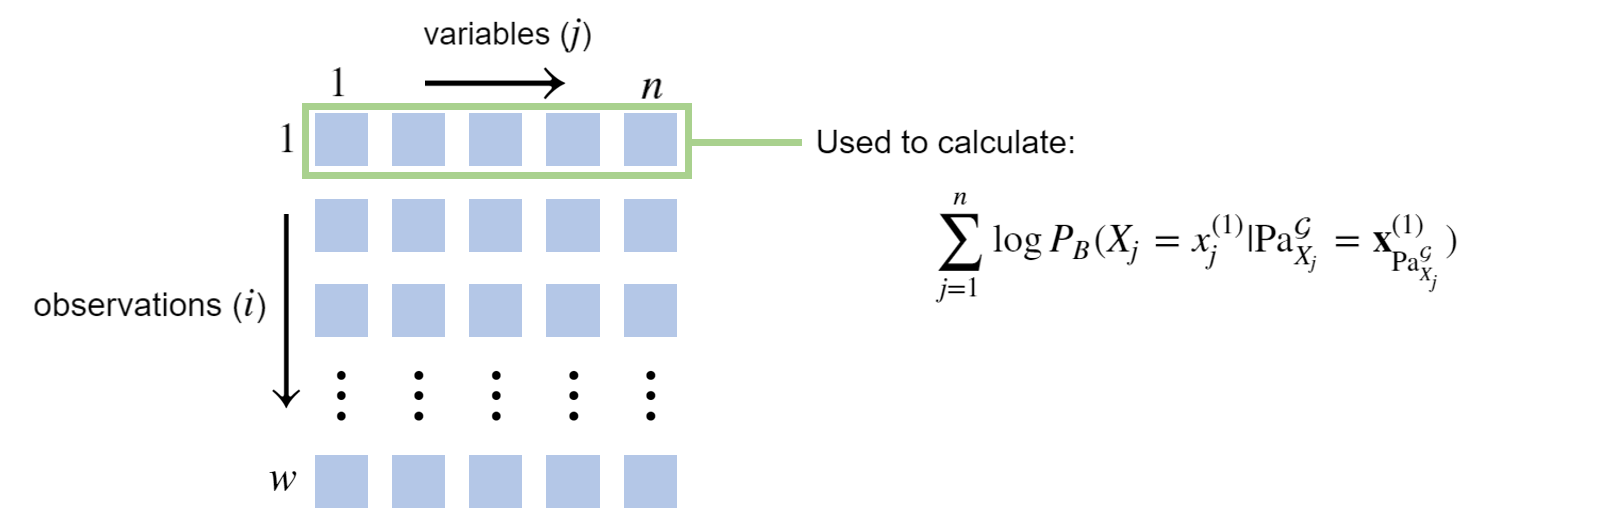 variables (j)
1 n
1
Used to calculate:
\sum_{j=1}^{n} \log P_B(X_j = x_j^{(1)} | \mathrm{Pa}_{X_j}^{\mathcal{G}} = \mathbf{x}_{\mathrm{Pa}_{X_j}^{\mathcal{G}}}^{(1)})
observations (i)
w